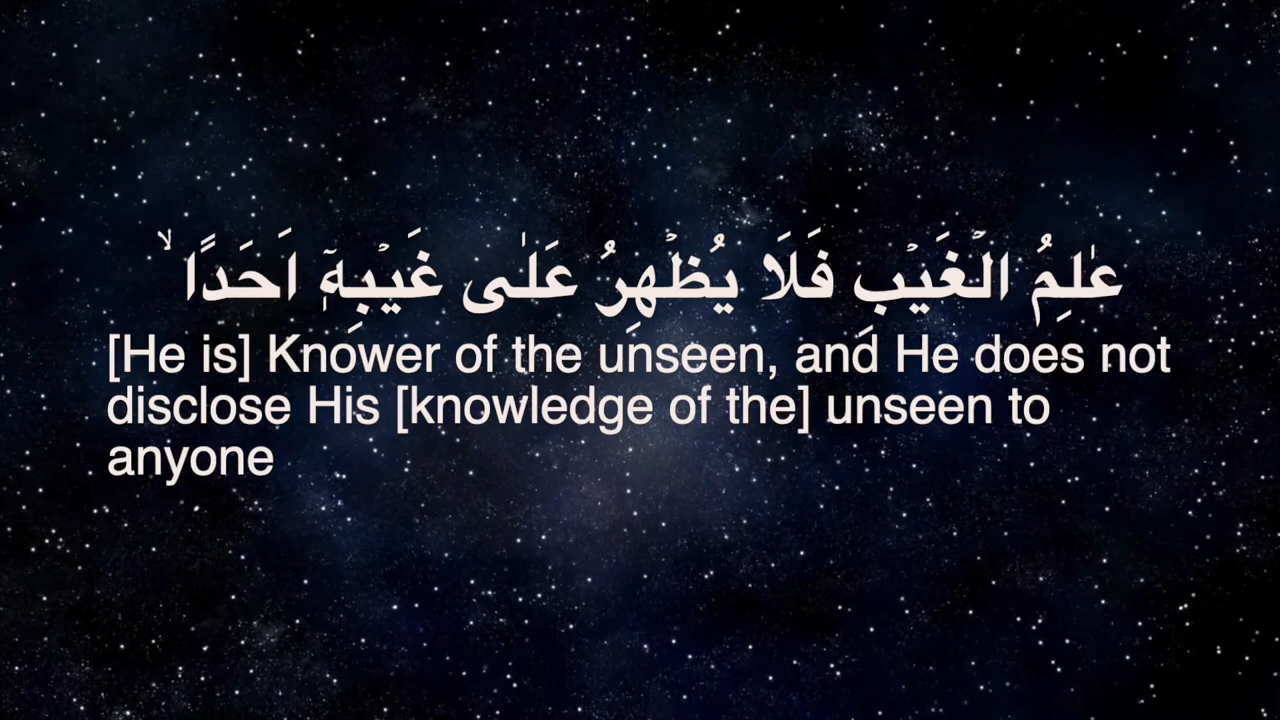 عٰلِمُ الۡغَيۡبِ فَلَا يُظۡهِرُ عَلٰى غَيۡبِهٖۤ اَحَدًا ۙ
[He is] Knower of the unseen, and He does not
disclose His [knowledge of the] unseen to
anyone